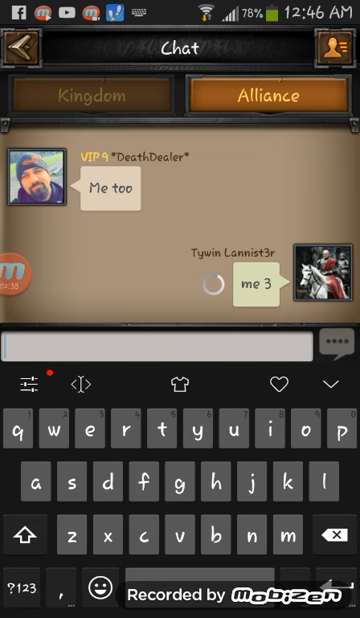 78% 12:46 AM
Chat
Kingdom
Alliance
VIP 9 *DeathDealer*
Me too
Tywin Lannist3r
me 3
q w e r t y u i o p
a s d f g h j k l
z x c v b n m
?123 ,
Recorded by mobizen